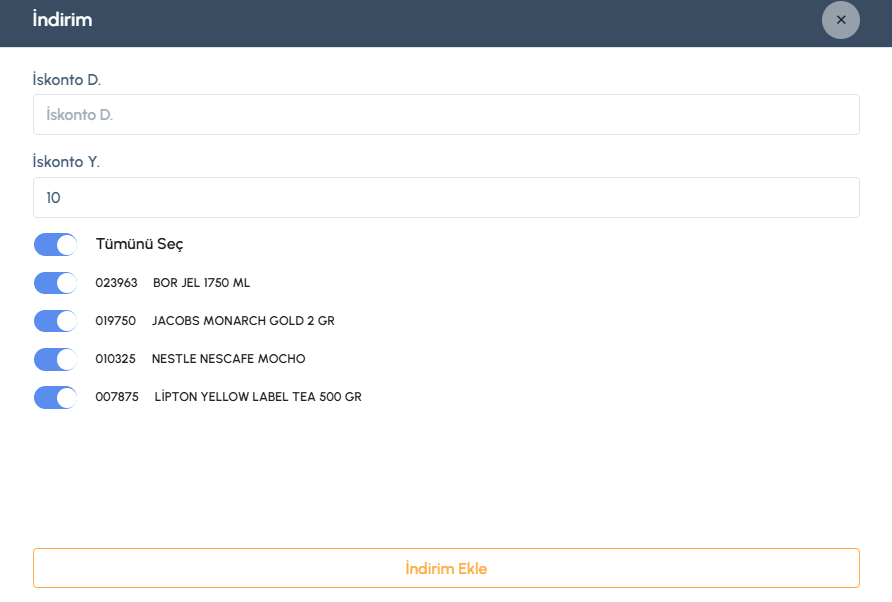 İndirim
İskonto D.
İskonto D.
İskonto Y.
10
Tümünü Seç
023963 BOR JEL 1750 ML
019750 JACOBS MONARCH GOLD 2 GR
010325 NESTLE NESCAFE MOCHO
007875 LİPTON YELLOW LABEL TEA 500 GR
İndirim Ekle